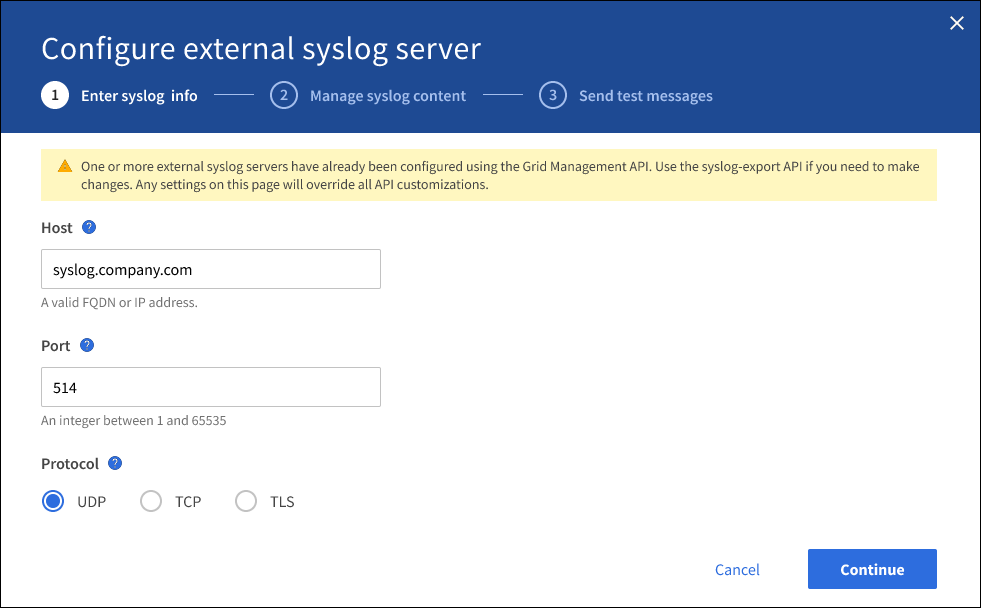 Configure external syslog server
1 Enter syslog info 2 Manage syslog content 3 Send test messages
One or more external syslog servers have already been configured using the Grid Management API. Use the syslog-export API if you need to make
changes. Any settings on this page will override all API customizations.
Host ?
syslog.company.com
A valid FQDN or IP address.
Port ?
514
An integer between 1 and 65535
Protocol ?
UDP TCP TLS
Cancel Continue